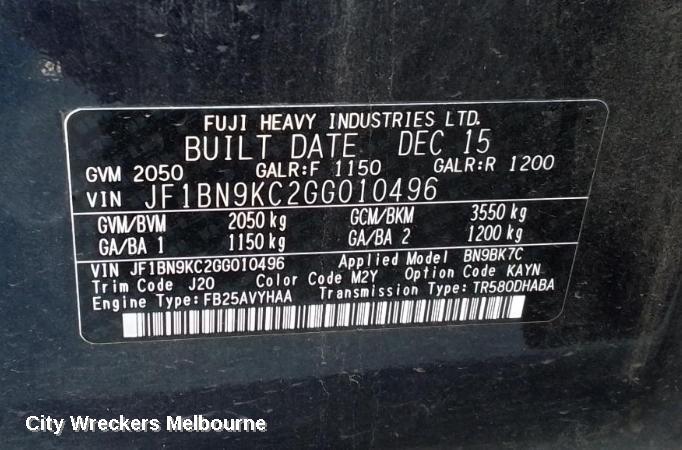 FUJI HEAVY INDUSTRIES LTD.
BUILT DATE DEC 15
GVM 2050 GALR:F 1150 GALR:R 1200
VIN JF1BN9KC2GG010496
GVM/BVM 2050 kg GCM/BKM 3550 kg
GA/BA 1 1150 kg GA/BA 2 1200 kg
VIN JF1BN9KC2GG010496 Applied Model BN9BK7C
Trim Code J20 Color Code M2Y Option Code KAYN
Engine Type:FB25AVYHAA Transmission Type:TR580DHABA
City Wreckers Melbourne